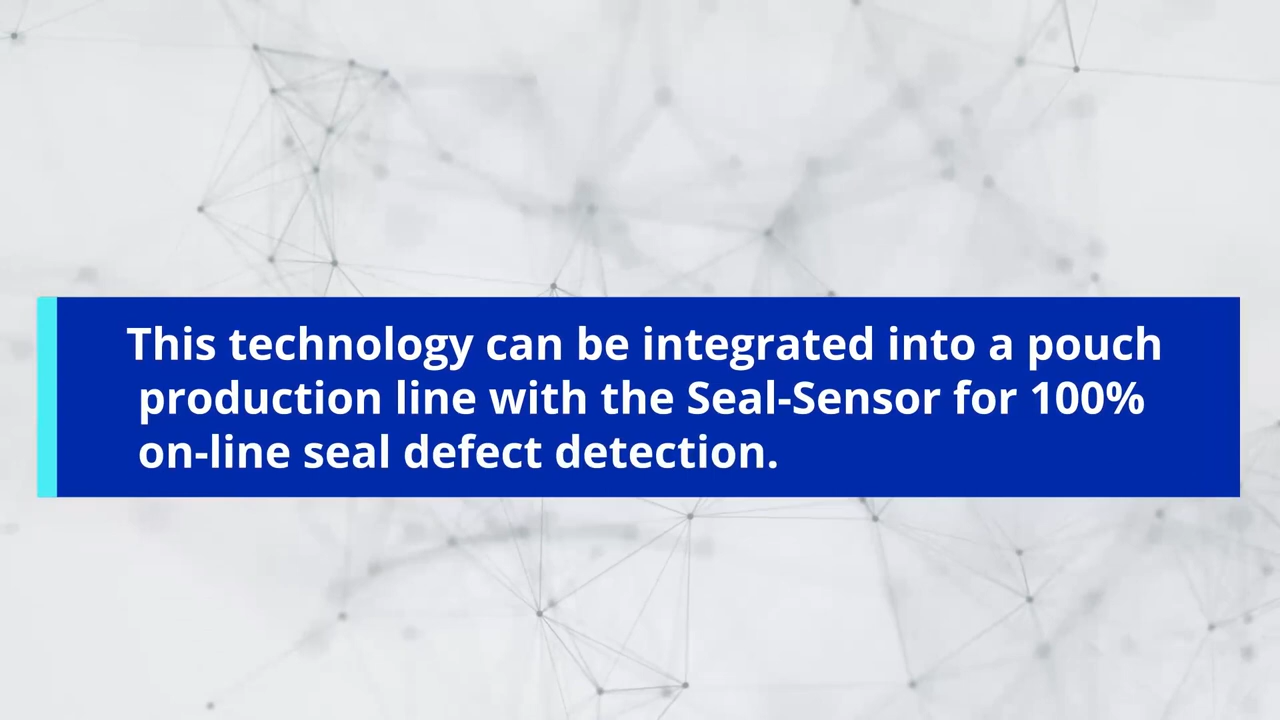 This technology can be integrated into a pouch
production line with the Seal-Sensor for 100%
on-line seal defect detection.